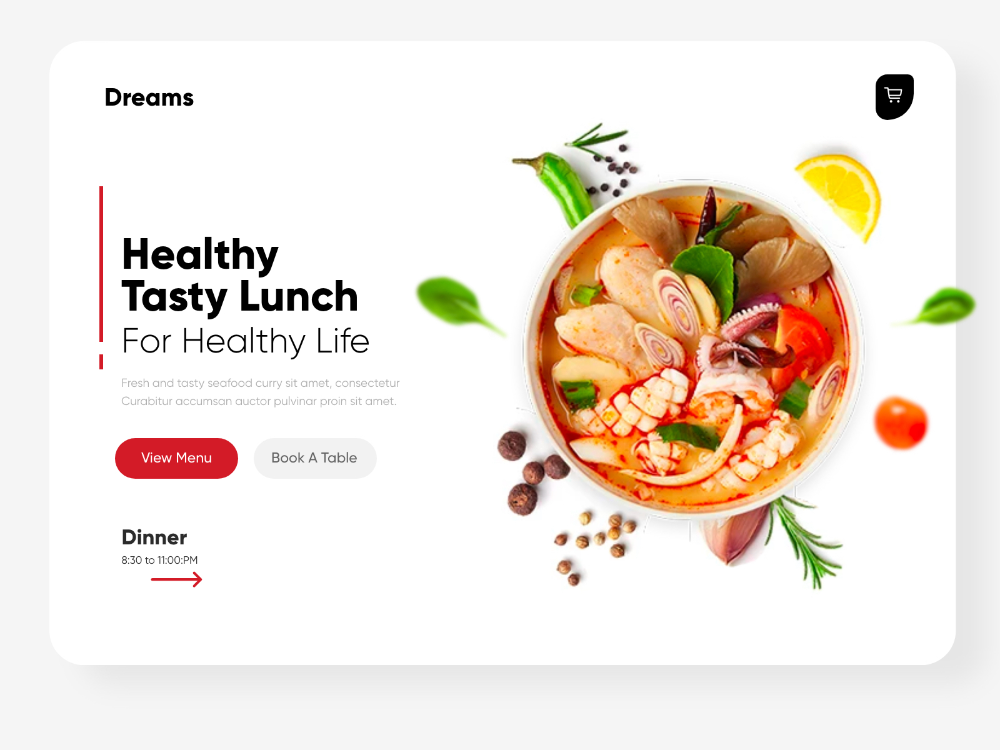 Dreams
Healthy
Tasty Lunch
For Healthy Life
Fresh and tasty seafood curry sit amet, consectetur
Curabitur accumsan auctor pulvinar proin sit amet.
View Menu
Book A Table
Dinner
8:30 to 11:00:PM